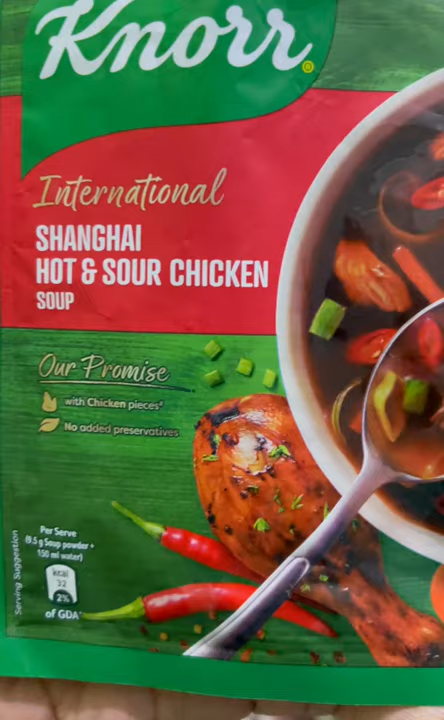 Knorr
International
SHANGHAI
HOT & SOUR CHICKEN
SOUP
Our Promise
with Chicken pieces#
No added preservatives
Serving Suggestion
Per Serve
(9.5 g Soup powder +
150 ml water)
kcal
32
2%
of GDA*